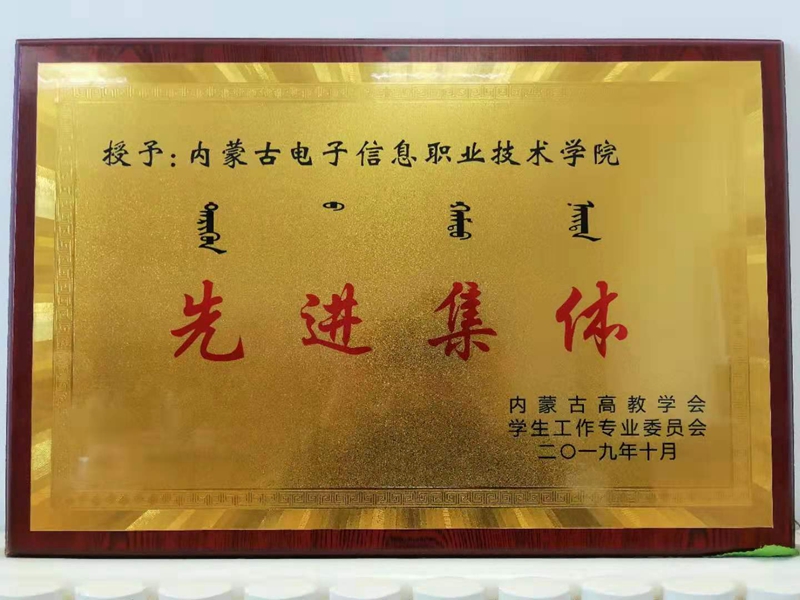 授予:内蒙古电子信息职业技术学院
先进集体
内蒙古高教学会
学生工作专业委员会
二〇一九年十月